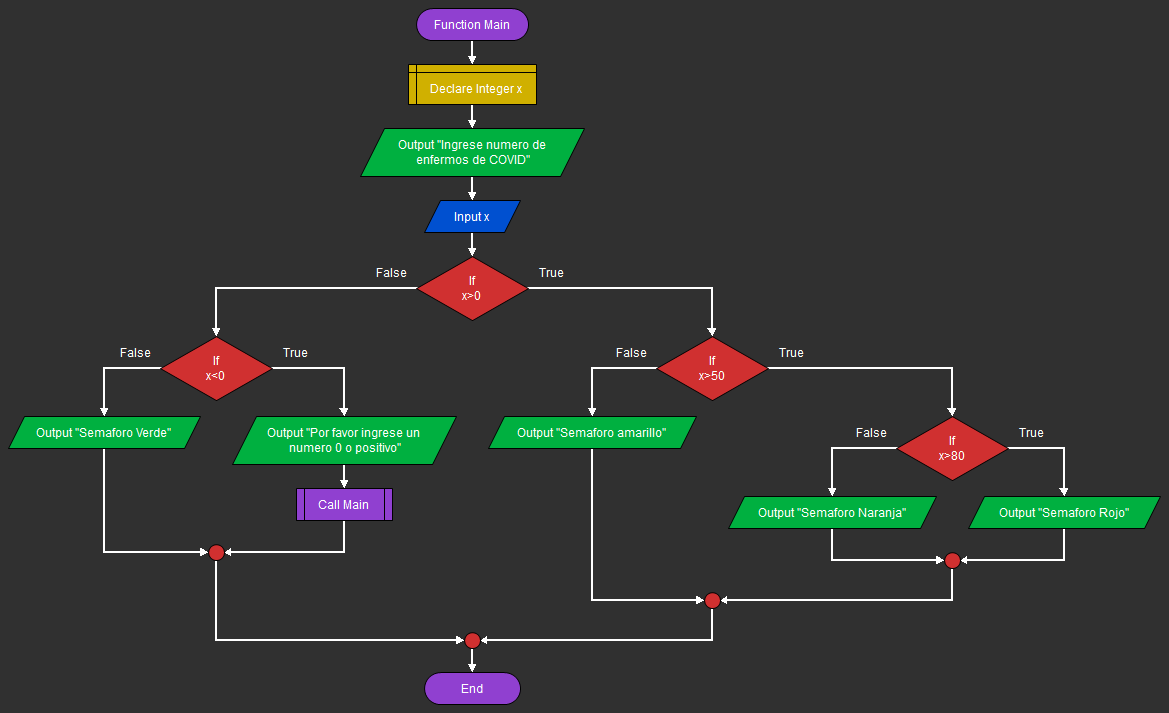 Function Main
Declare Integer x
Output "Ingrese numero de
enfermos de COVID"
Input x
If
x>0
False
True
If
x<0
False
True
Output "Semaforo Verde"
Output "Por favor ingrese un
numero 0 o positivo"
Call Main
If
x>50
False
True
Output "Semaforo amarillo"
If
x>80
False
True
Output "Semaforo Naranja"
Output "Semaforo Rojo"
End